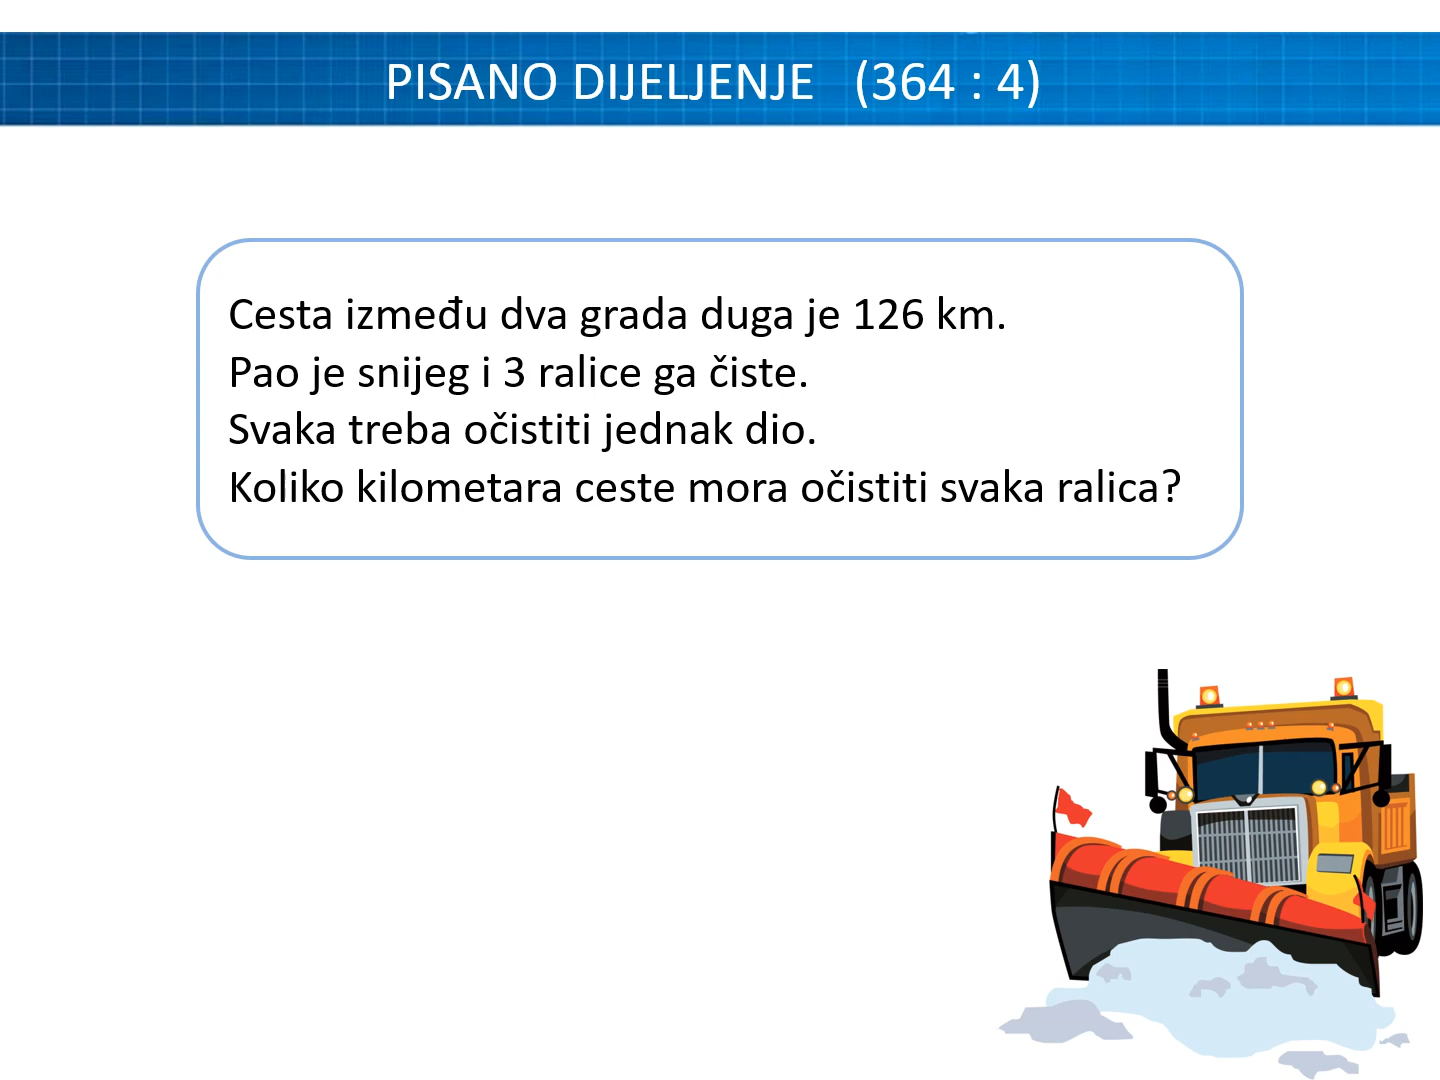 PISANO DIJELJENJE (364 : 4)
Cesta između dva grada duga je 126 km.
Pao je snijeg i 3 ralice ga čiste.
Svaka treba očistiti jednak dio.
Koliko kilometara ceste mora očistiti svaka ralica?